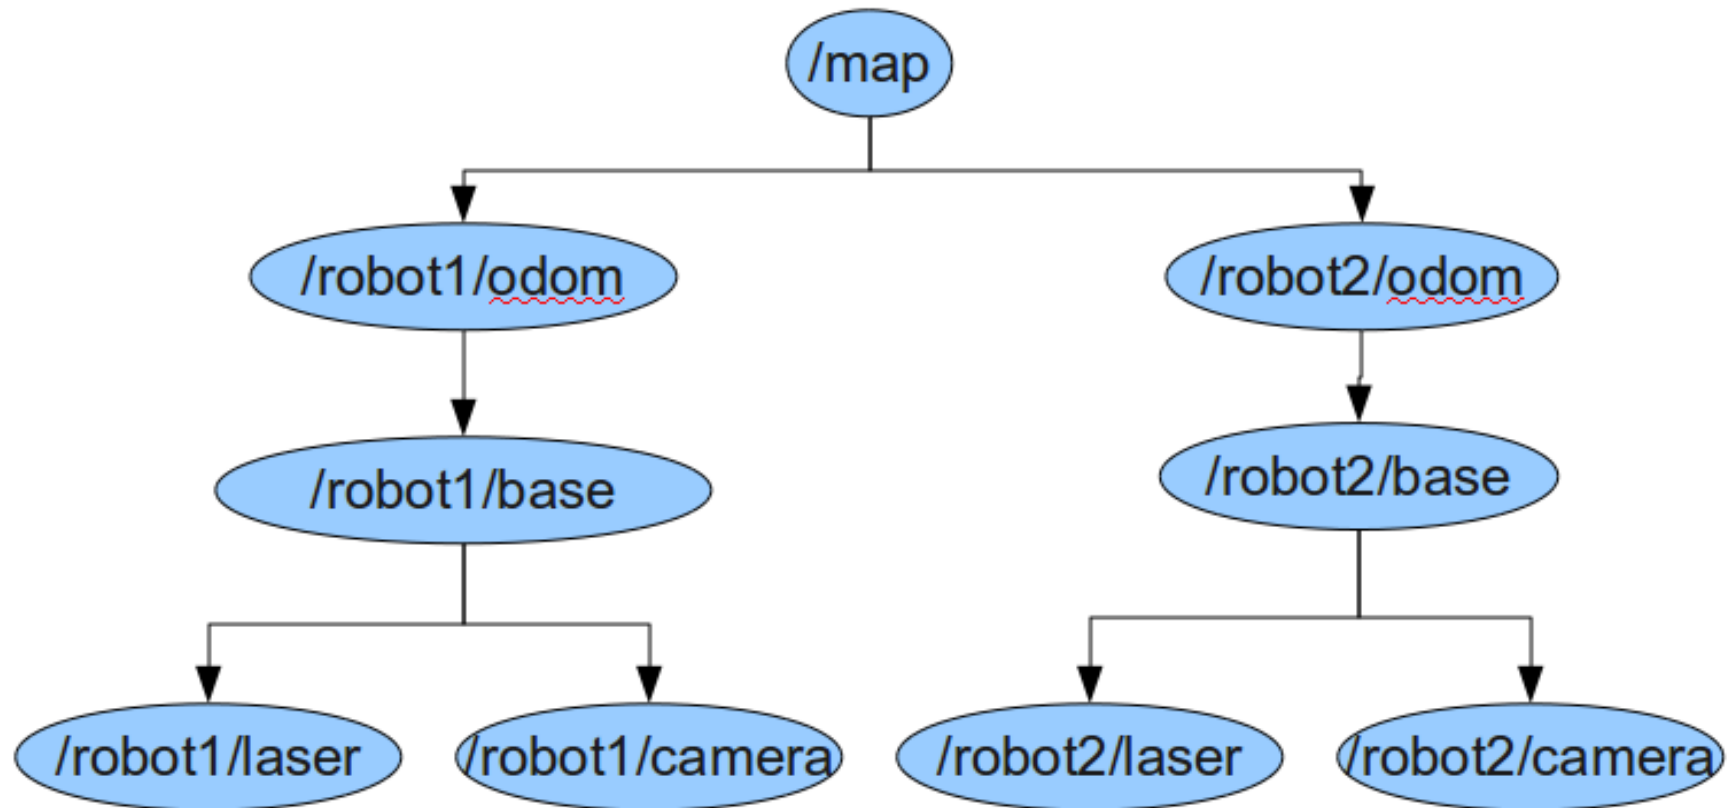 /map
/robot1/odom
/robot2/odom
/robot1/base
/robot2/base
/robot1/laser
/robot1/camera
/robot2/laser
/robot2/camera